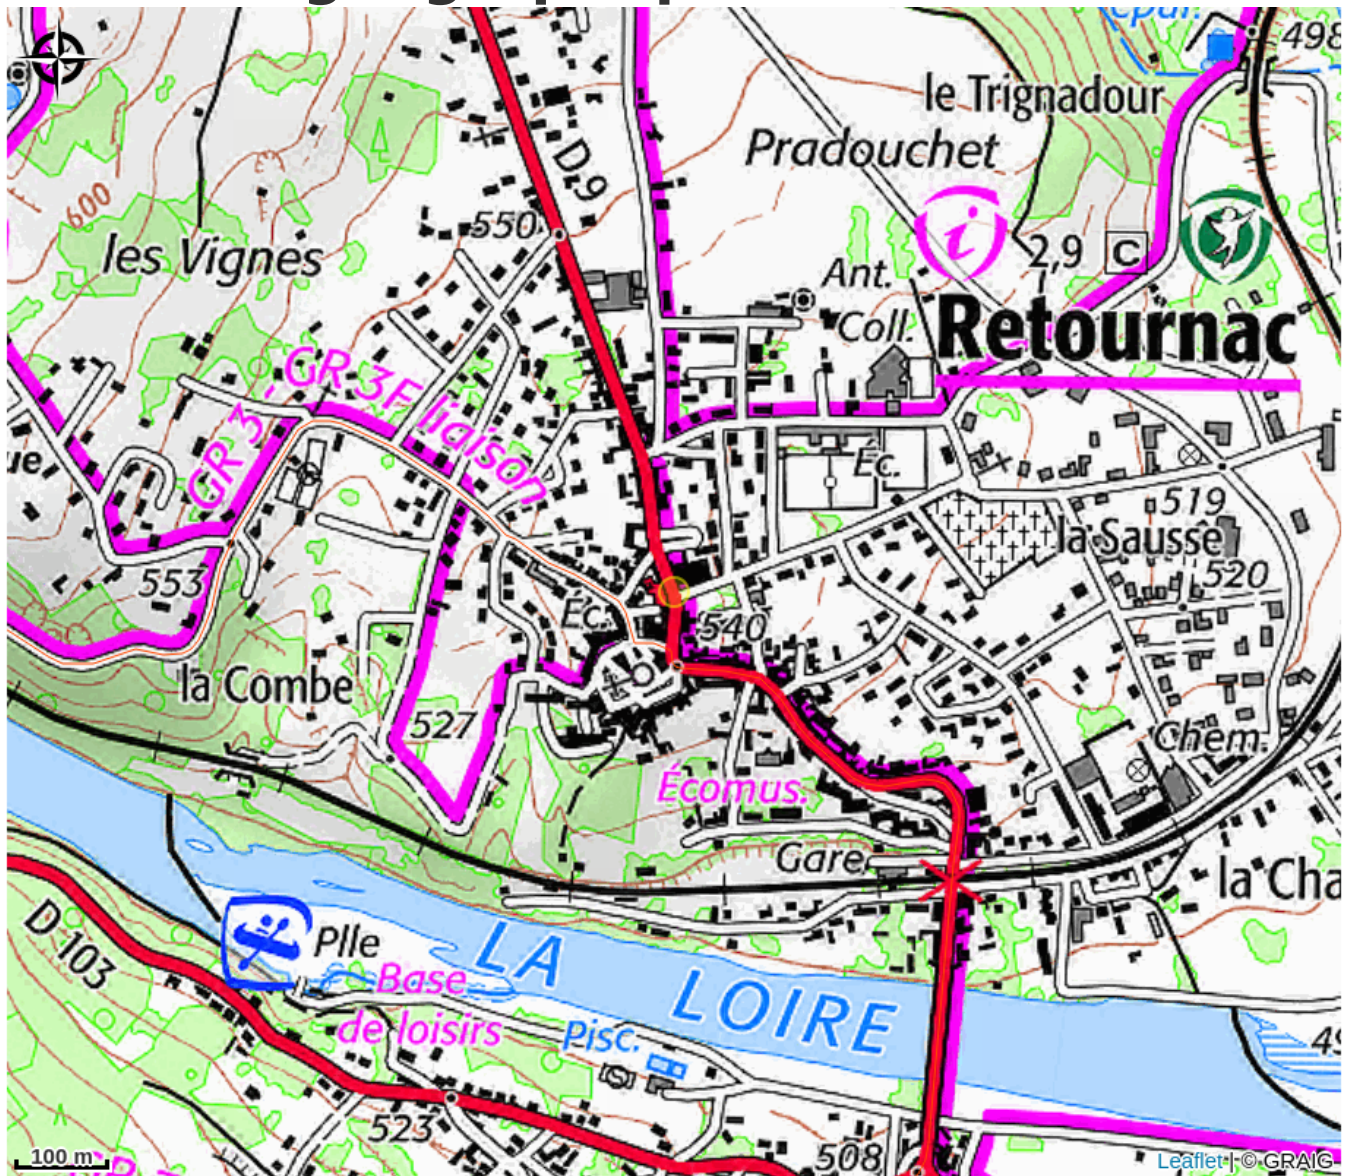 498
le Trignadour
Pradouchet
D 9
600
550
les Vignes
2,9 C
Ant.
Coll.
Retournac
GR 3 -
GR 3F liaison
Éc.
519
la Sausse
553
520
Éc.
540
la Combe
527
Chem.
Écomus.
Gare
la Cha
D 103
Plle
LA LOIRE
Base
de loisirs
Pisc.
49
523
508
100 m
Leaflet | © GRAIG